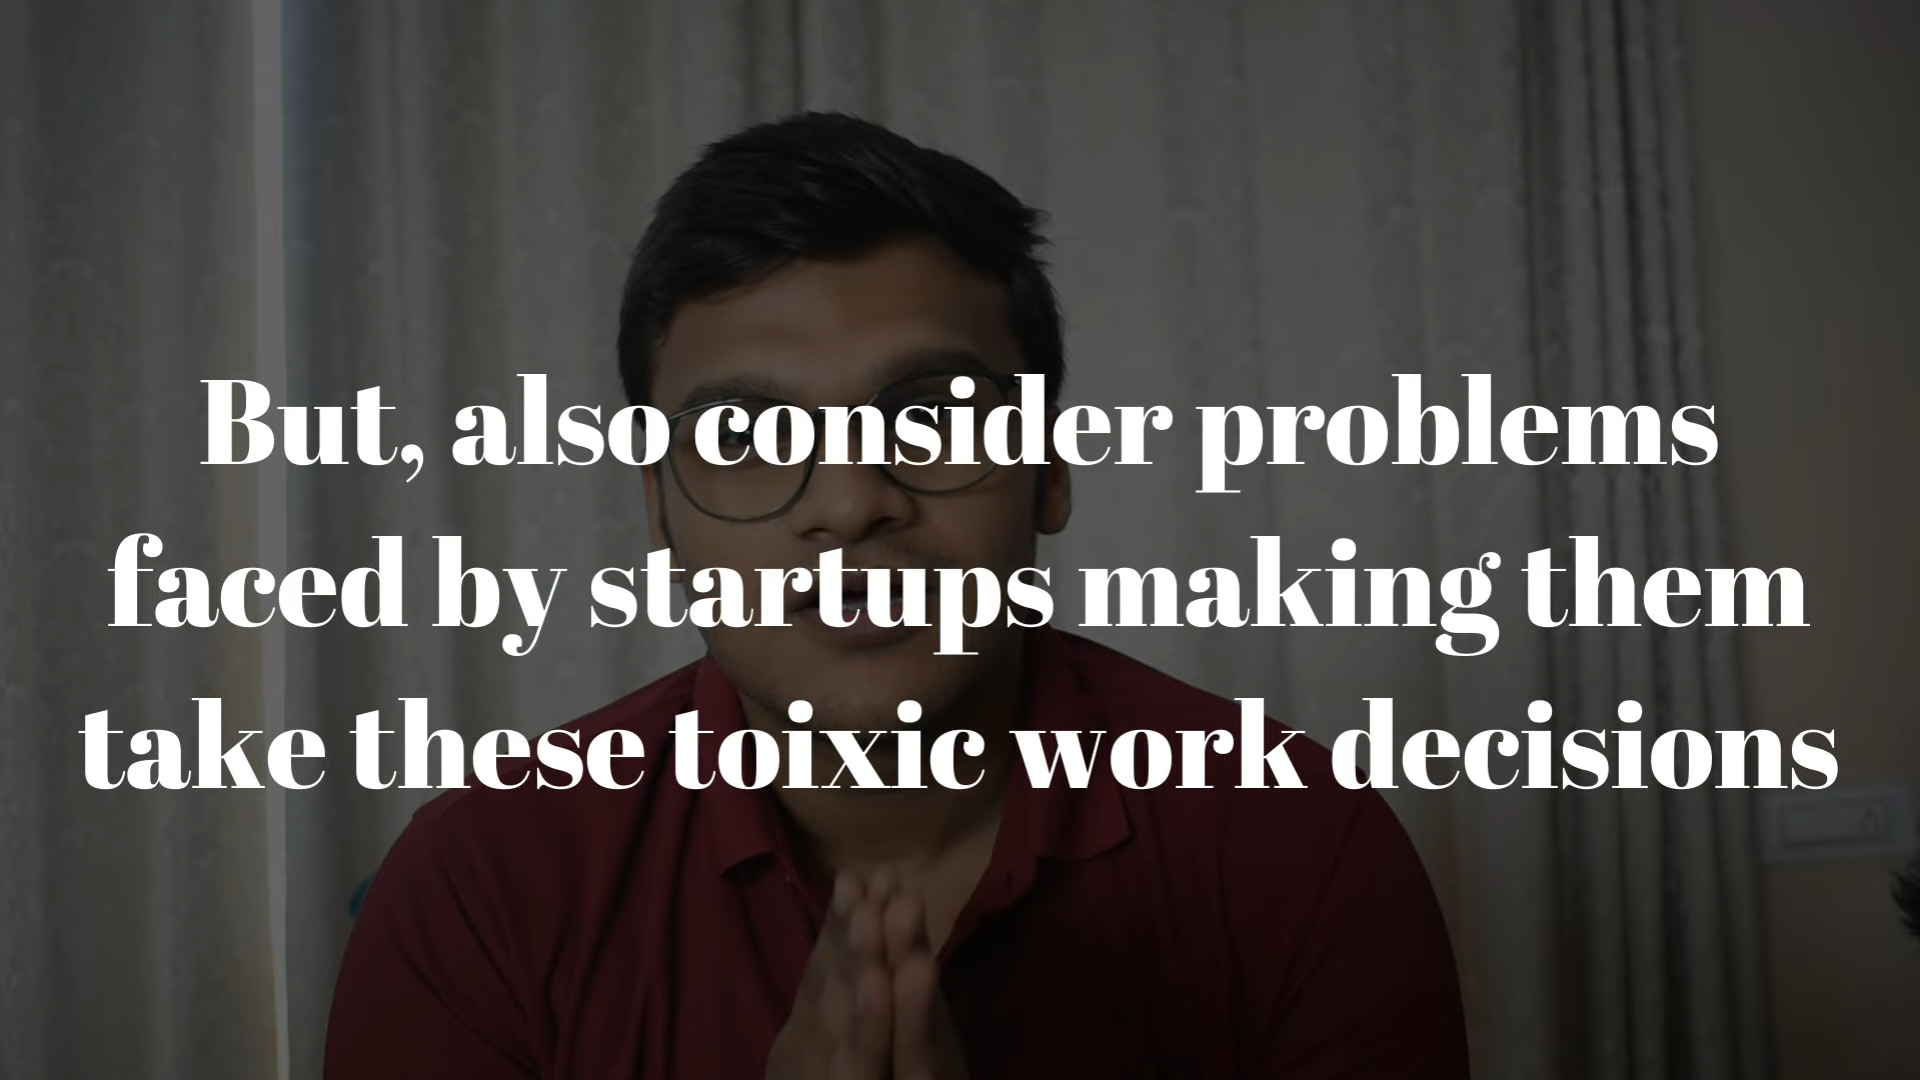 But, also consider problems
faced by startups making them
take these toixic work decisions